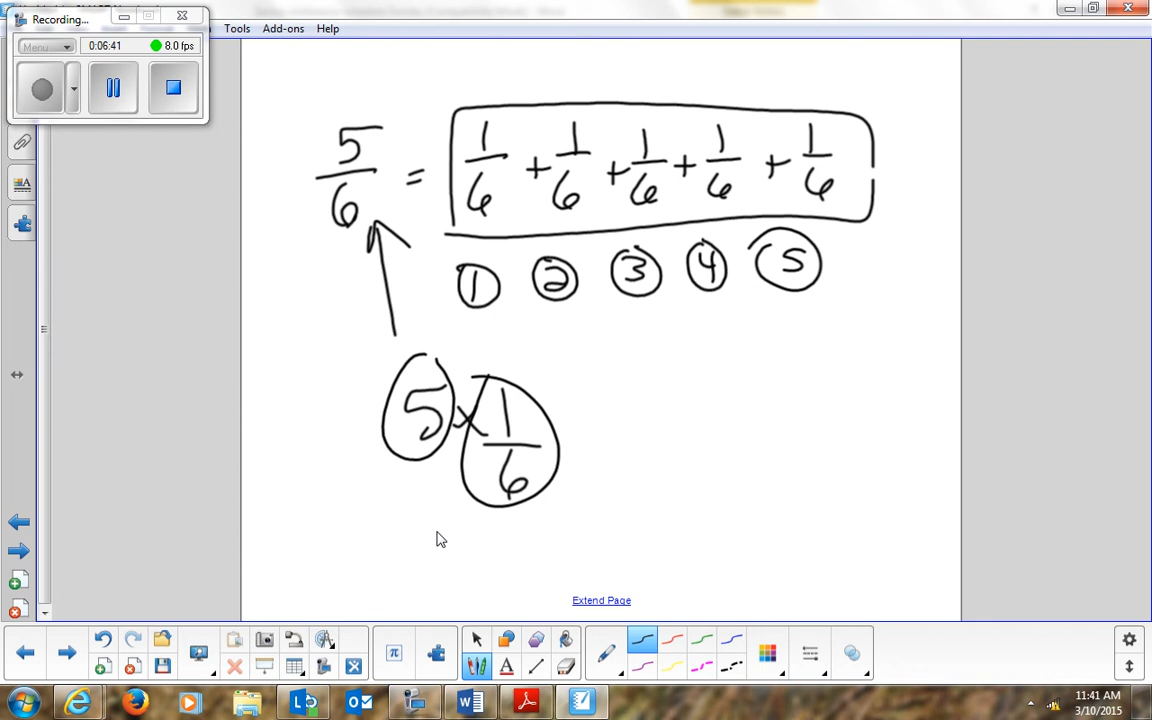 Recording...
Menu 0:06:41 8.0 fps
Tools Add-ons Help
5/6 = 1/6 + 1/6 + 1/6 + 1/6 + 1/6
1 2 3 4 5
5 x 1/6
Extend Page
π
A
11:41 AM
3/10/2015